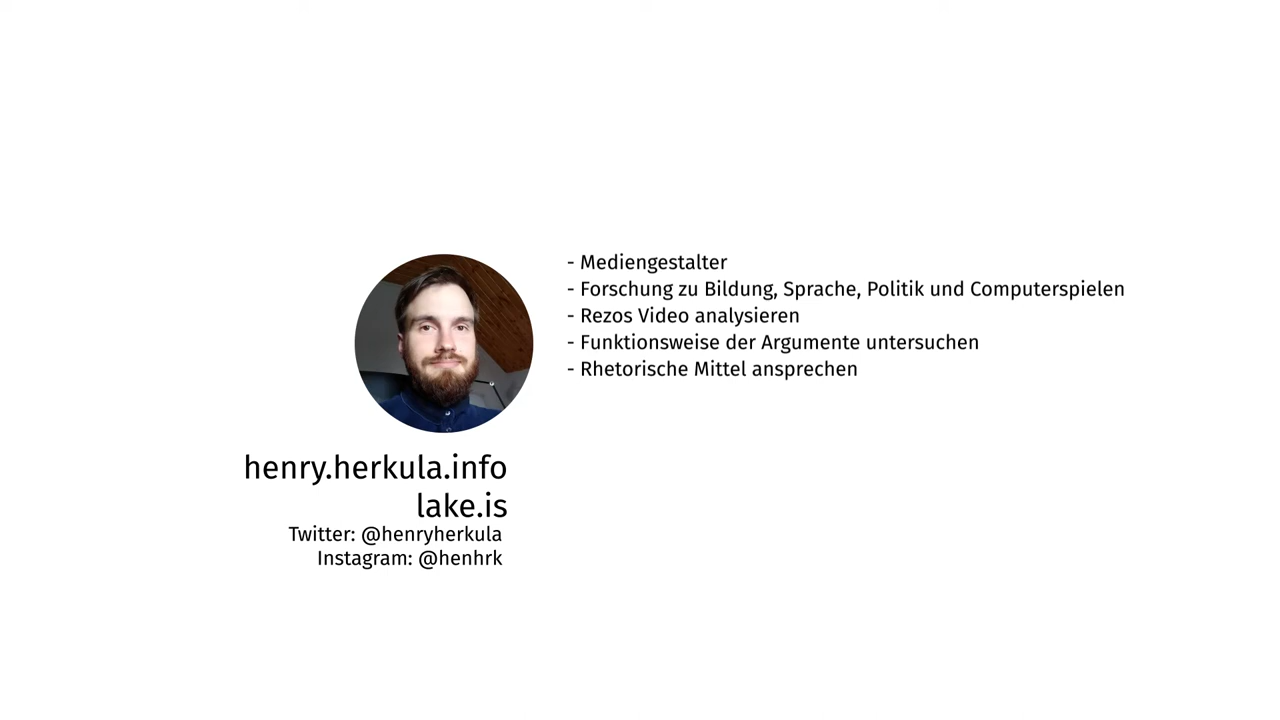 - Mediengestalter
- Forschung zu Bildung, Sprache, Politik und Computerspielen
- Rezos Video analysieren
- Funktionsweise der Argumente untersuchen
- Rhetorische Mittel ansprechen
henry.herkula.info
lake.is
Twitter: @henryherkula
Instagram: @henhrk